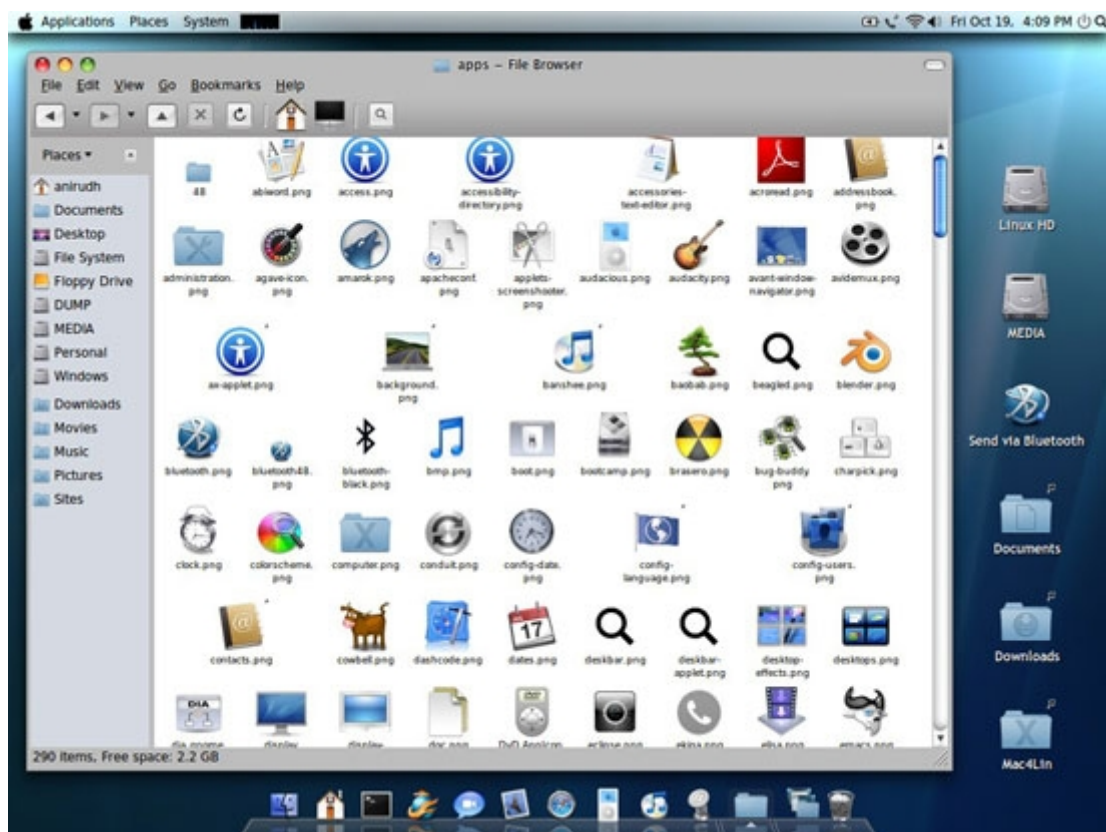 Applications Places System Fri Oct 19, 4:09 PM
apps – File Browser
File Edit View Go Bookmarks Help
Places
anirudh
Documents
Desktop
File System
Floppy Drive
DUMP
MEDIA
Personal
Windows
Downloads
Movies
Music
Pictures
Sites
48 abiword.png access.png accessibility- accessories- acroread.png addressbook.
directory.png text-editor.png png
administration. agave-icon. amarok.png apacheconf. applets- audacious.png audacity.png avant-window- avidemux.png
png png png screenshooter. navigator.png
png
ax-applet.png background. banshee.png baobab.png beagled.png blender.png
png
bluetooth.png bluetooth48. bluetooth- bmp.png boot.png bootcamp.png brasero.png bug-buddy charpick.png
png black.png png
clock.png colorscheme. computer.png conduit.png config-date. config- config-users.
png png language.png png
17
contacts.png cowbell.png dashcode.png dates.png deskbar.png deskbar- desktop- desktops.png
applet.png effects.png
DIA
290 items, Free space: 2.2 GB
Linux HD
MEDIA
Send via Bluetooth
Documents
Downloads
Mac4Lin